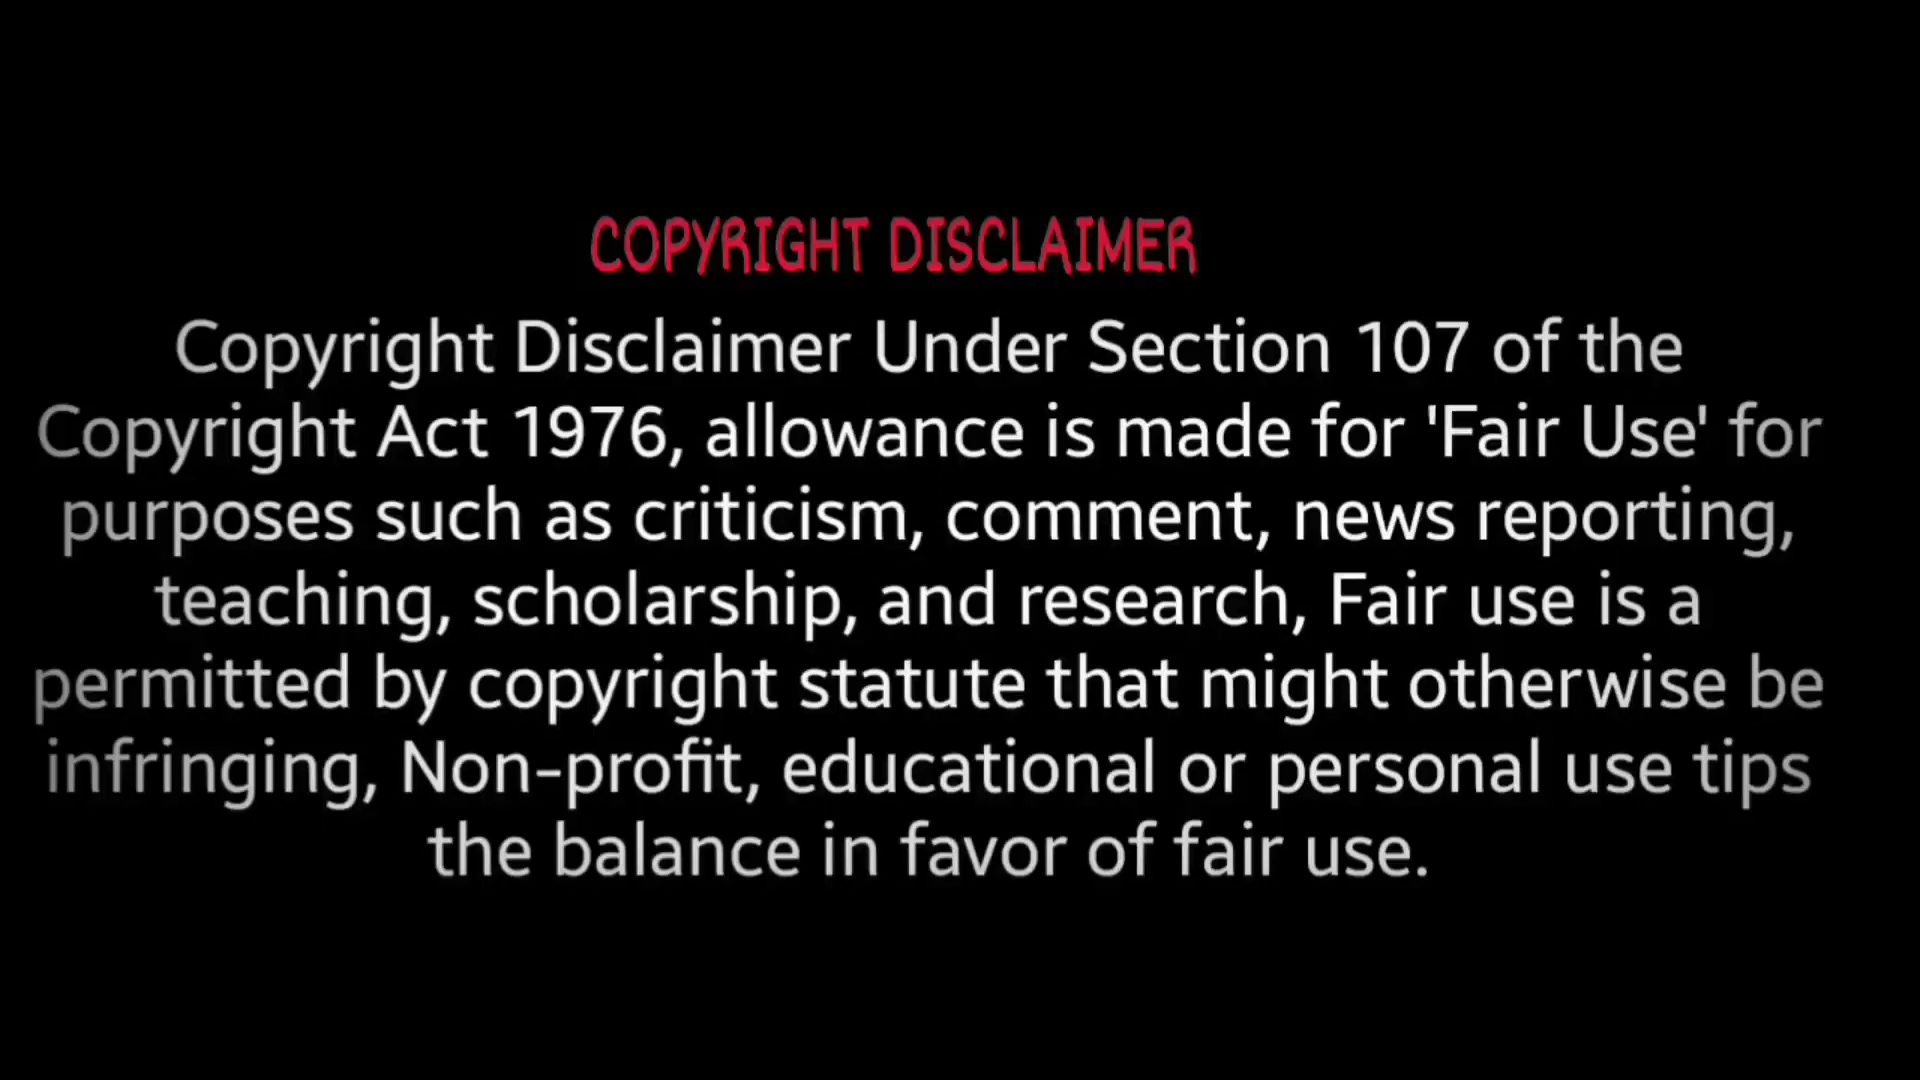 COPYRIGHT DISCLAIMER
Copyright Disclaimer Under Section 107 of the
Copyright Act 1976, allowance is made for 'Fair Use' for
purposes such as criticism, comment, news reporting,
teaching, scholarship, and research, Fair use is a
permitted by copyright statute that might otherwise be
infringing, Non-profit, educational or personal use tips
the balance in favor of fair use.